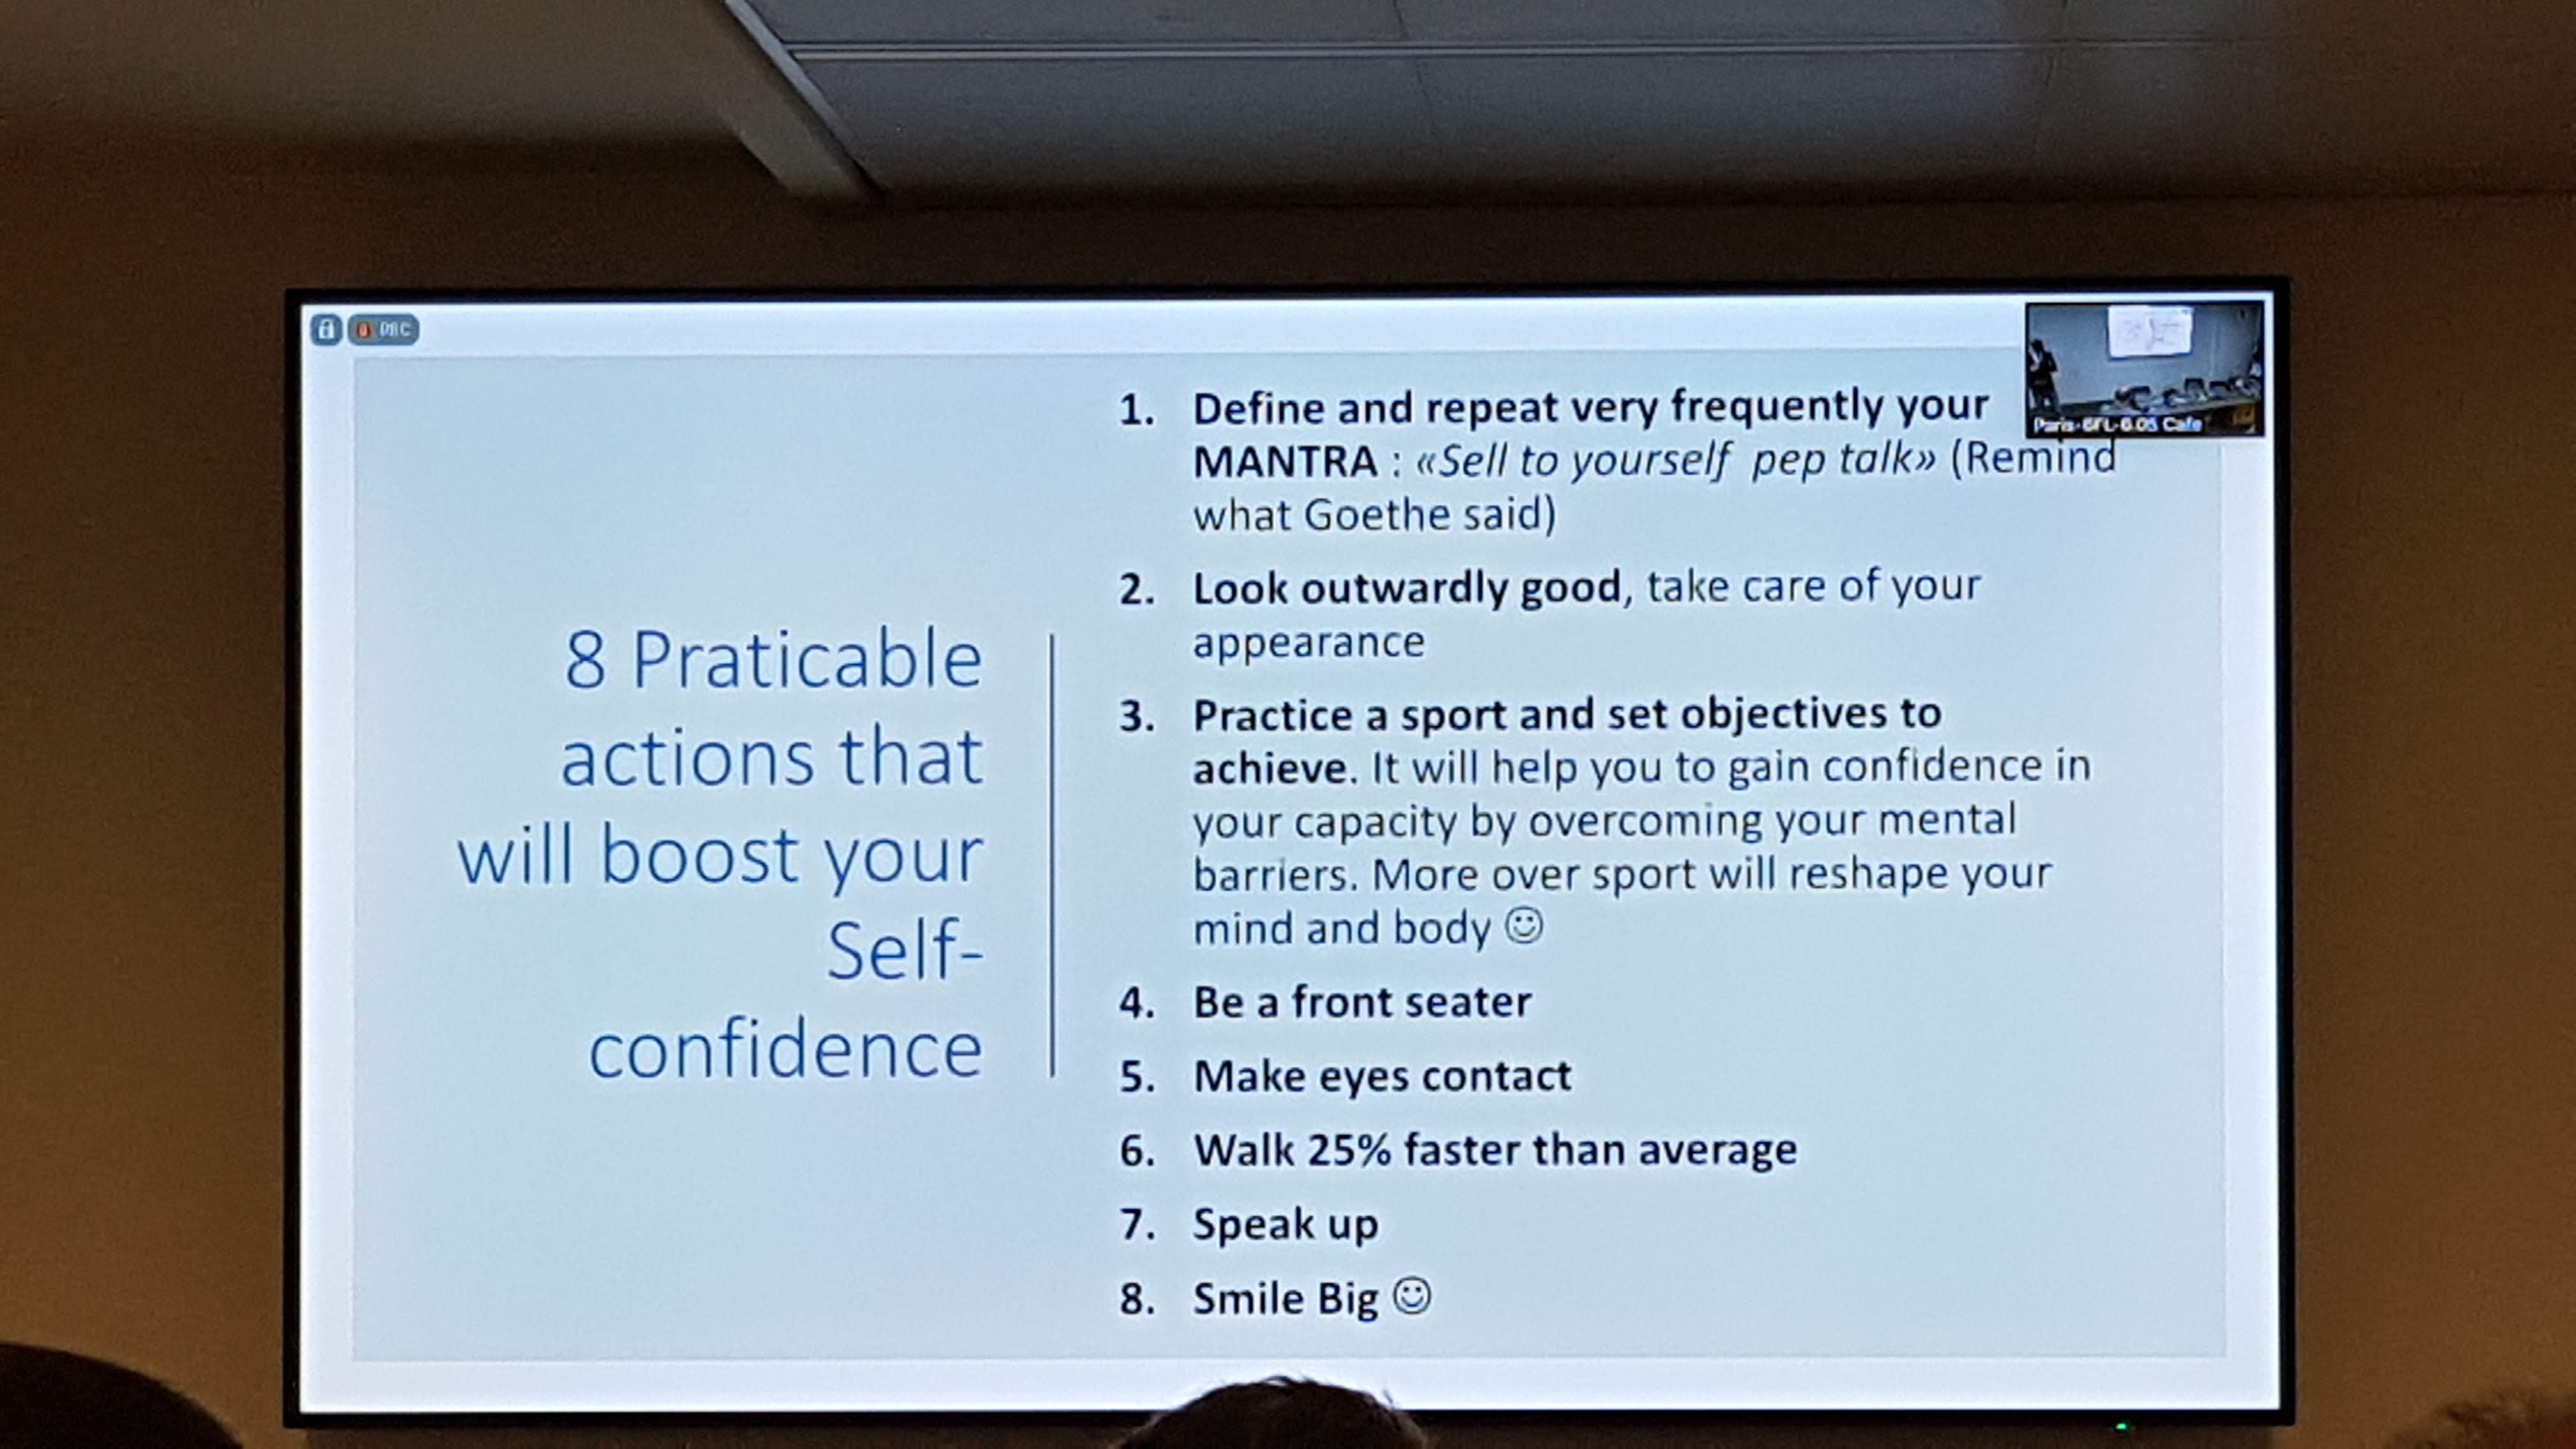 REC
Paris-6FL-6.05 Cafe
8 Praticable
actions that
will boost your
Self-
confidence
1. Define and repeat very frequently your
MANTRA : «Sell to yourself pep talk» (Remind
what Goethe said)
2. Look outwardly good, take care of your
appearance
3. Practice a sport and set objectives to
achieve. It will help you to gain confidence in
your capacity by overcoming your mental
barriers. More over sport will reshape your
mind and body ☺
4. Be a front seater
5. Make eyes contact
6. Walk 25% faster than average
7. Speak up
8. Smile Big ☺